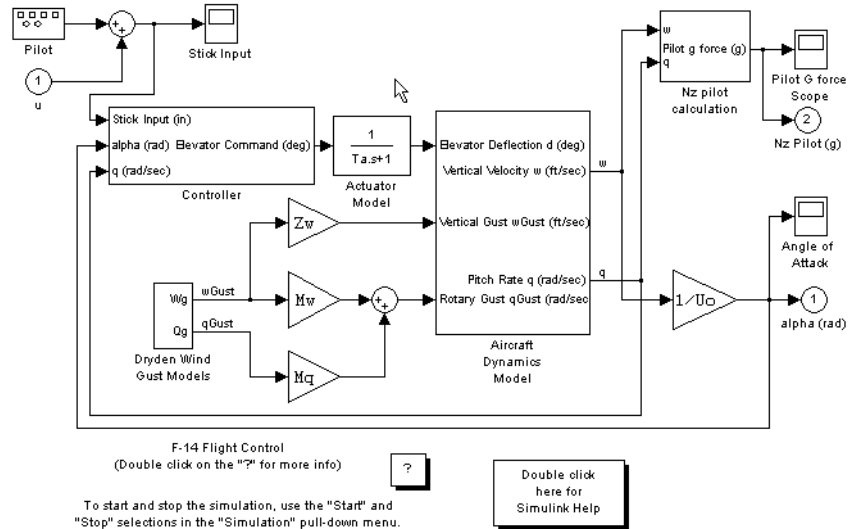 Pilot
1
u
+
+
Stick Input
Stick Input (in)
alpha (rad) Elevator Command (deg)
q (rad/sec)
Controller
1
Ta.s+1
Actuator
Model
Elevator Deflection d (deg)
Vertical Velocity w (ft/sec)
Vertical Gust wGust (ft/sec)
Pitch Rate q (rad/sec)
Rotary Gust qGust (rad/sec
Aircraft
Dynamics
Model
w
q
w
Pilot g force (g)
q
Nz pilot
calculation
Pilot G force
Scope
2
Nz Pilot (g)
Angle of
Attack
1/Uo
1
alpha (rad)
Zw
Mw
Mq
+
+
Wg
wGust
Qg
qGust
Dryden Wind
Gust Models
F-14 Flight Control
(Double click on the "?" for more info)
?
Double click
here for
Simulink Help
To start and stop the simulation, use the "Start" and
"Stop" selections in the "Simulation" pull-down menu.